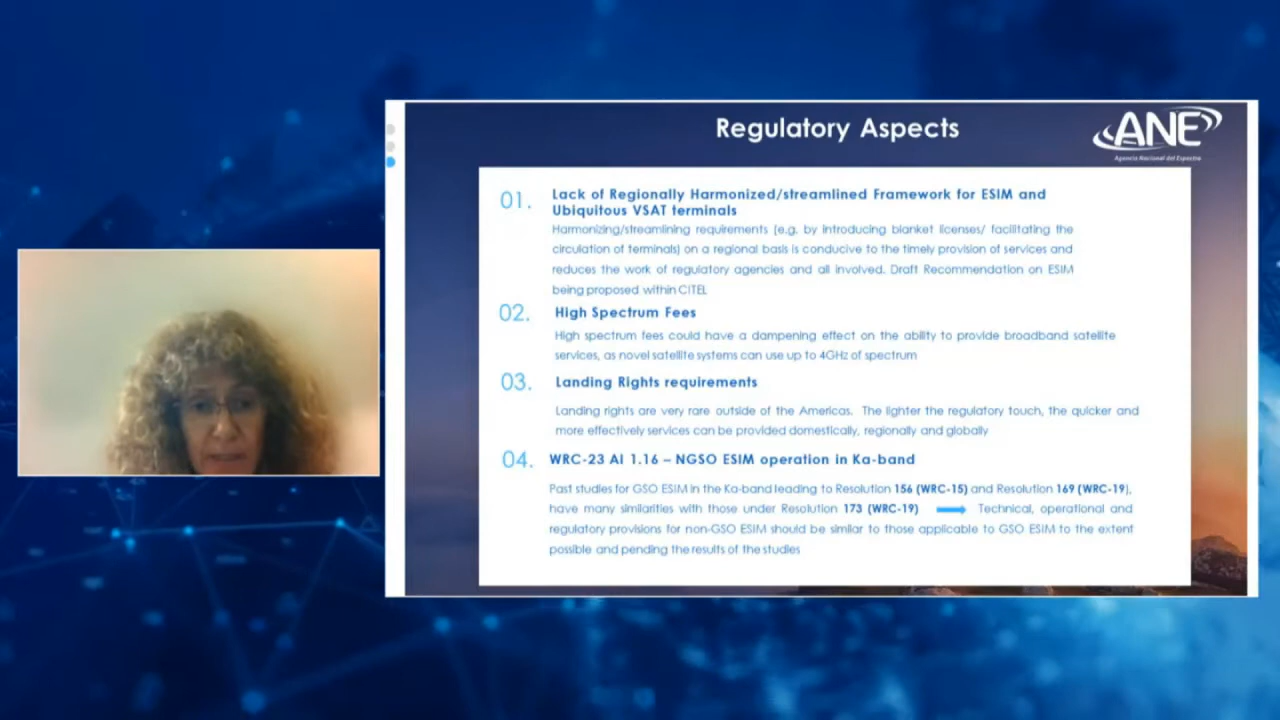 Regulatory Aspects
ANE
Agencia Nacional del Espectro
01.
Lack of Regionally Harmonized/streamlined Framework for ESIM and
Ubiquitous VSAT terminals
Harmonizing/streamlining requirements (e.g. by introducing blanket licenses/ facilitating the
circulation of terminals) on a regional basis is conducive to the timely provision of services and
reduces the work of regulatory agencies and all involved. Draft Recommendation on ESIM
being proposed within CITEL
02.
High Spectrum Fees
High spectrum fees could have a dampening effect on the ability to provide broadband satellite
services, as novel satellite systems can use up to 4GHz of spectrum
03.
Landing Rights requirements
Landing rights are very rare outside of the Americas. The lighter the regulatory touch, the quicker and
more effectively services can be provided domestically, regionally and globally
04.
WRC-23 AI 1.16 – NGSO ESIM operation in Ka-band
Past studies for GSO ESIM in the Ka-band leading to Resolution 156 (WRC-15) and Resolution 169 (WRC-19),
have many similarities with those under Resolution 173 (WRC-19) Technical, operational and
regulatory provisions for non-GSO ESIM should be similar to those applicable to GSO ESIM to the extent
possible and pending the results of the studies